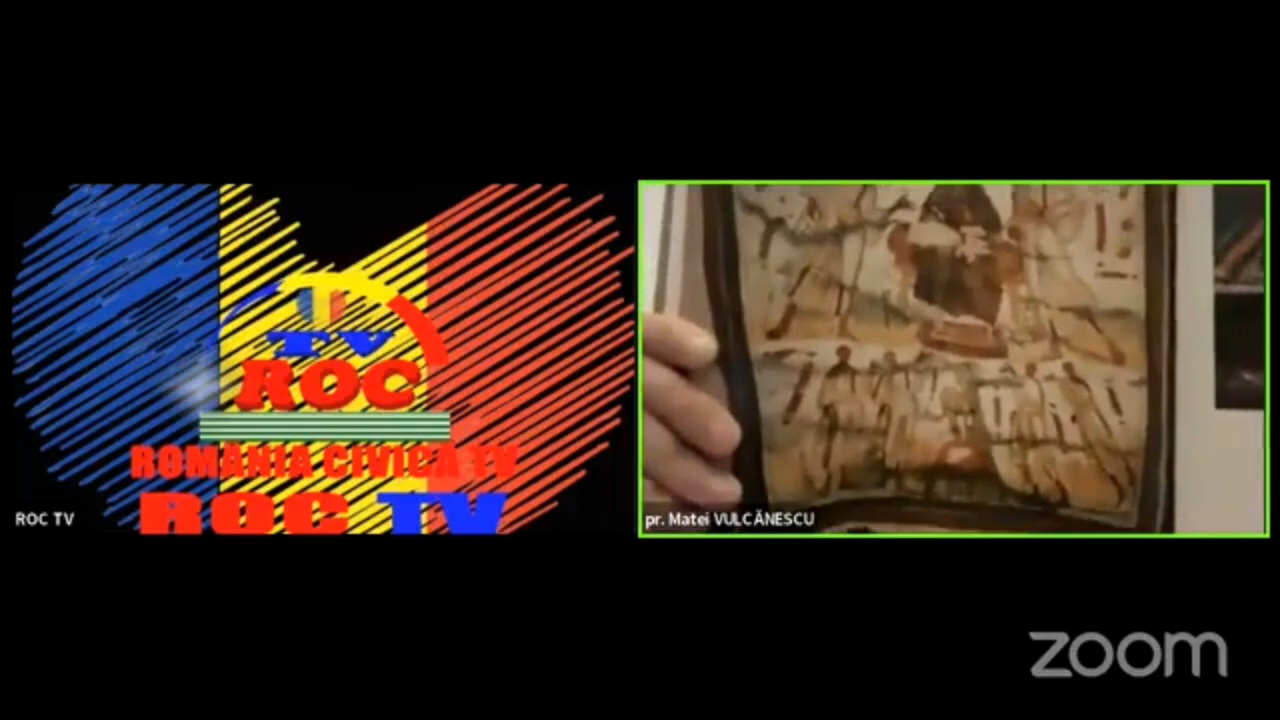 TV
ROC
ROMANIA CIVICA TV
ROC TV
ROC TV
pr. Matei VULCĂNESCU
zoom